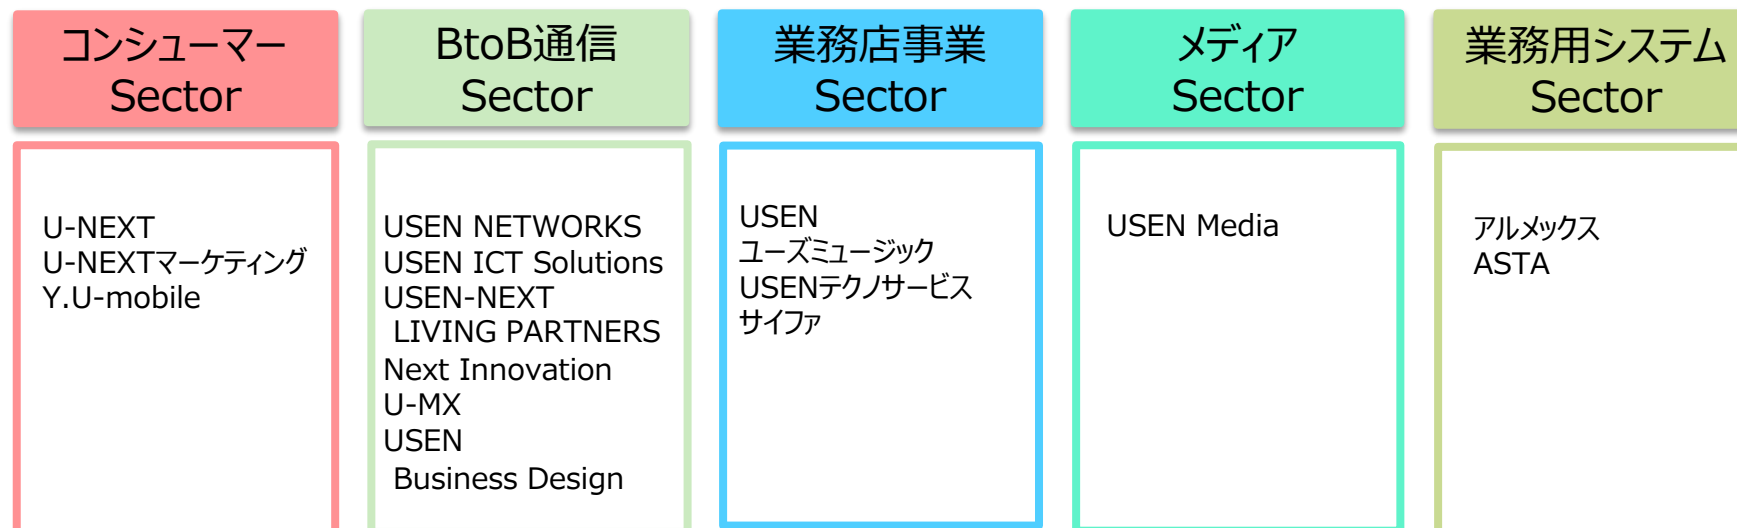 コンシューマー
Sector
U-NEXT
U-NEXTマーケティング
Y.U-mobile
BtoB通信
Sector
USEN NETWORKS
USEN ICT Solutions
USEN-NEXT
LIVING PARTNERS
Next Innovation
U-MX
USEN
Business Design
業務店事業
Sector
USEN
ユーズミュージック
USENテクノサービス
サイファ
メディア
Sector
USEN Media
業務用システム
Sector
アルメックス
ASTA